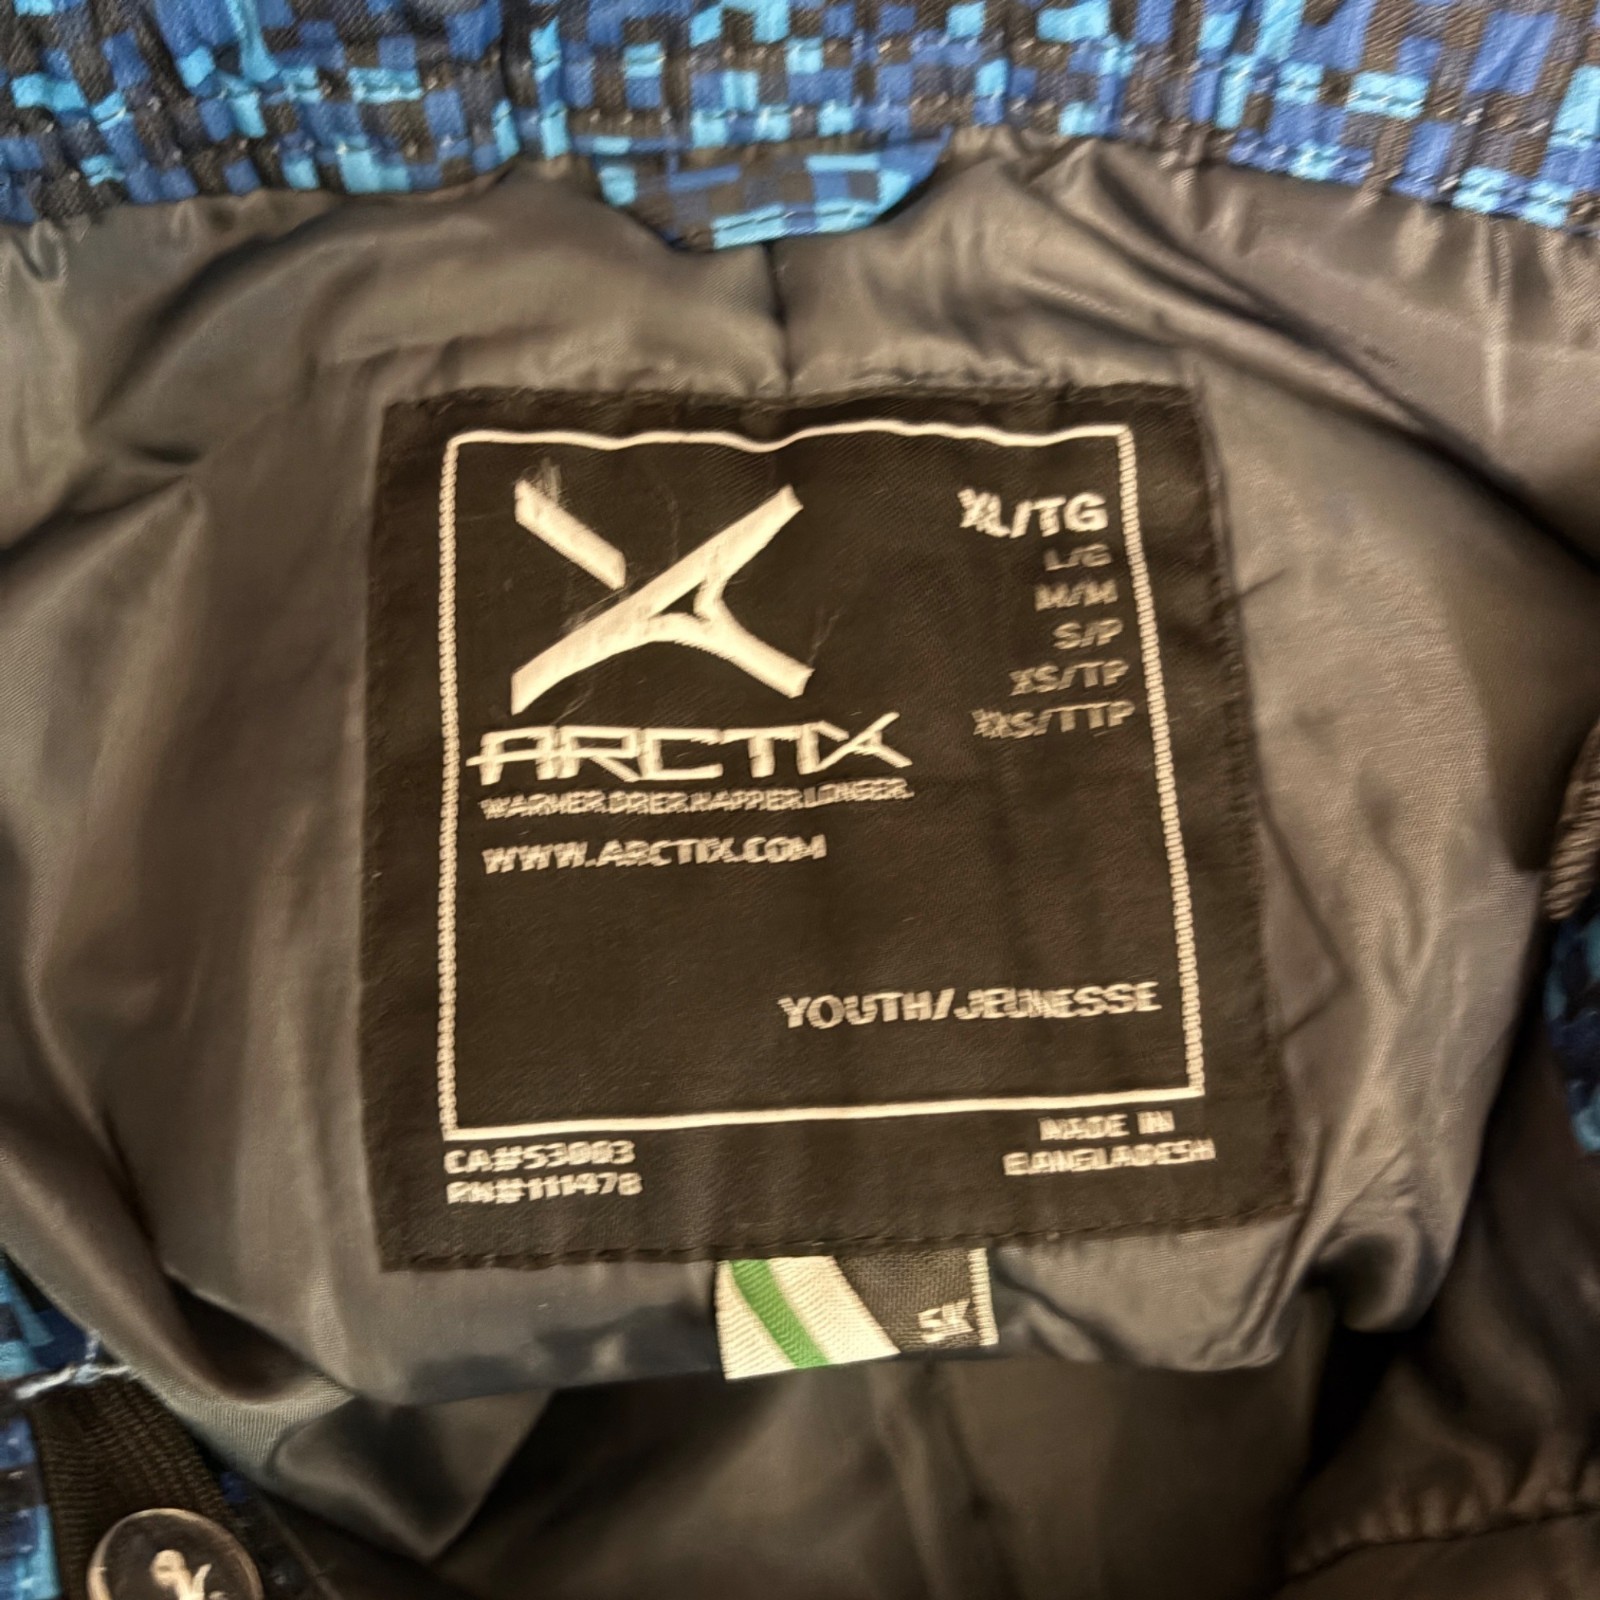 XL/TG
L/G
M/M
S/P
XS/TP
XXS/TTP
ARCTIX
WARMER.DRIER.HAPPIER.LONGER.
WWW.ARCTIX.COM
YOUTH/JEUNESSE
CA#53003
RN#111478
MADE IN
BANGLADESH
5K